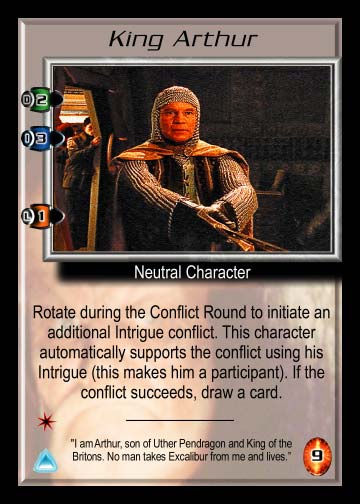 King Arthur
D 2
I 3
L 1
Neutral Character
Rotate during the Conflict Round to initiate an
additional Intrigue conflict. This character
automatically supports the conflict using his
Intrigue (this makes him a participant). If the
conflict succeeds, draw a card.
"I am Arthur, son of Uther Pendragon and King of the
Britons. No man takes Excalibur from me and lives."
9